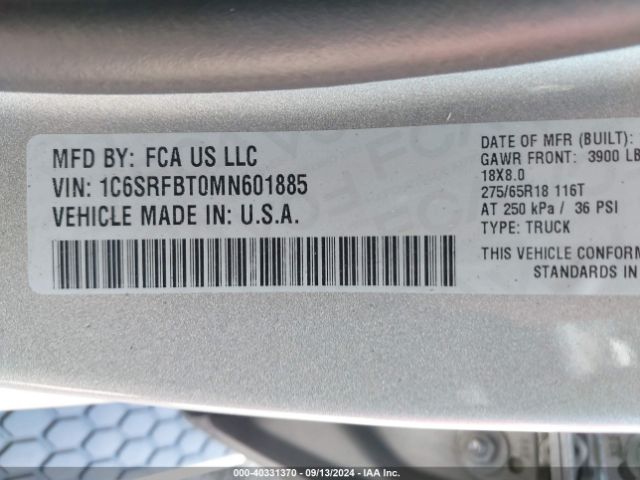 MFD BY: FCA US LLC
VIN: 1C6SRFBT0MN601885
VEHICLE MADE IN: U.S.A.
DATE OF MFR (BUILT):
GAWR FRONT: 3900 LB
18X8.0
275/65R18 116T
AT 250 kPa / 36 PSI
TYPE: TRUCK
THIS VEHICLE CONFORM
STANDARDS IN
000-40331370 - 09/13/2024 - IAA Inc.